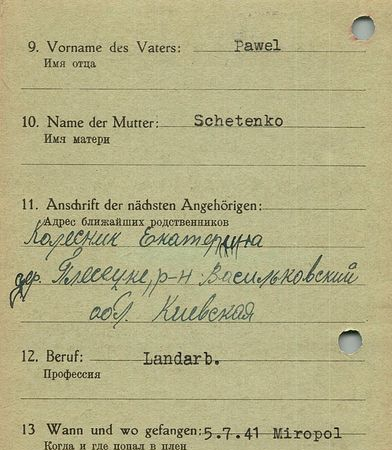 9. Vorname des Vaters: Pawel
Имя отца
10. Name der Mutter: Schetenko
Имя матери
11. Anschrift der nächsten Angehörigen:
Адрес ближайших родственников
Колесник Екатерина
дер. Плесецке, р-н. Васильковский
обл. Киевская
12. Beruf: Landarb.
Профессия
13 Wann und wo gefangen: 5.7.41 Miropol
Когда и где попал в плен